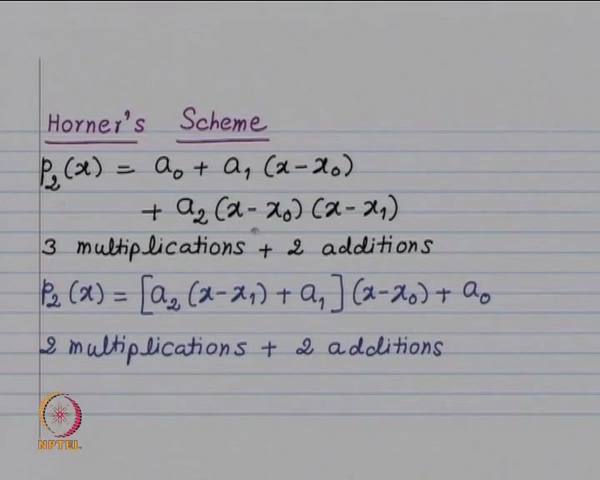 Horner's Scheme
p₂(x) = a₀ + a₁ (x-x₀)
+ a₂ (x-x₀) (x-x₁)
3 multiplications + 2 additions
p₂(x) = [a₂ (x-x₁) + a₁] (x-x₀) + a₀
2 multiplications + 2 additions
NPTEL